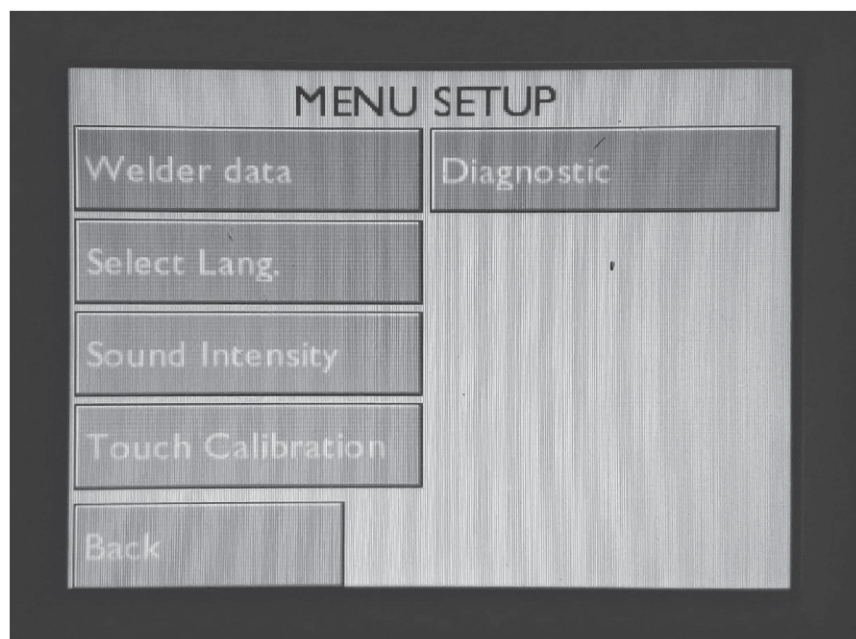 MENU SETUP
Welder data
Diagnostic
Select Lang.
Sound Intensity
Touch Calibration
Back